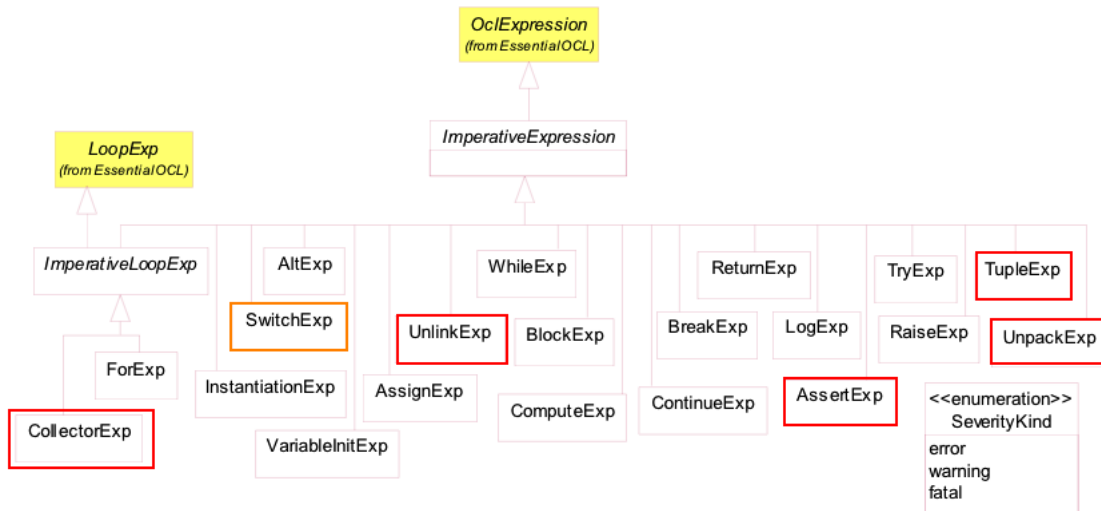 OclExpression
(from EssentialOCL)
ImperativeExpression
LoopExp
(from EssentialOCL)
ImperativeLoopExp
AltExp
WhileExp
ReturnExp
TryExp
TupleExp
SwitchExp
UnlinkExp
BlockExp
BreakExp
LogExp
RaiseExp
UnpackExp
ForExp
InstantiationExp
AssignExp
ComputeExp
ContinueExp
AssertExp
CollectorExp
VariableInitExp
<<enumeration>>
SeverityKind
error
warning
fatal